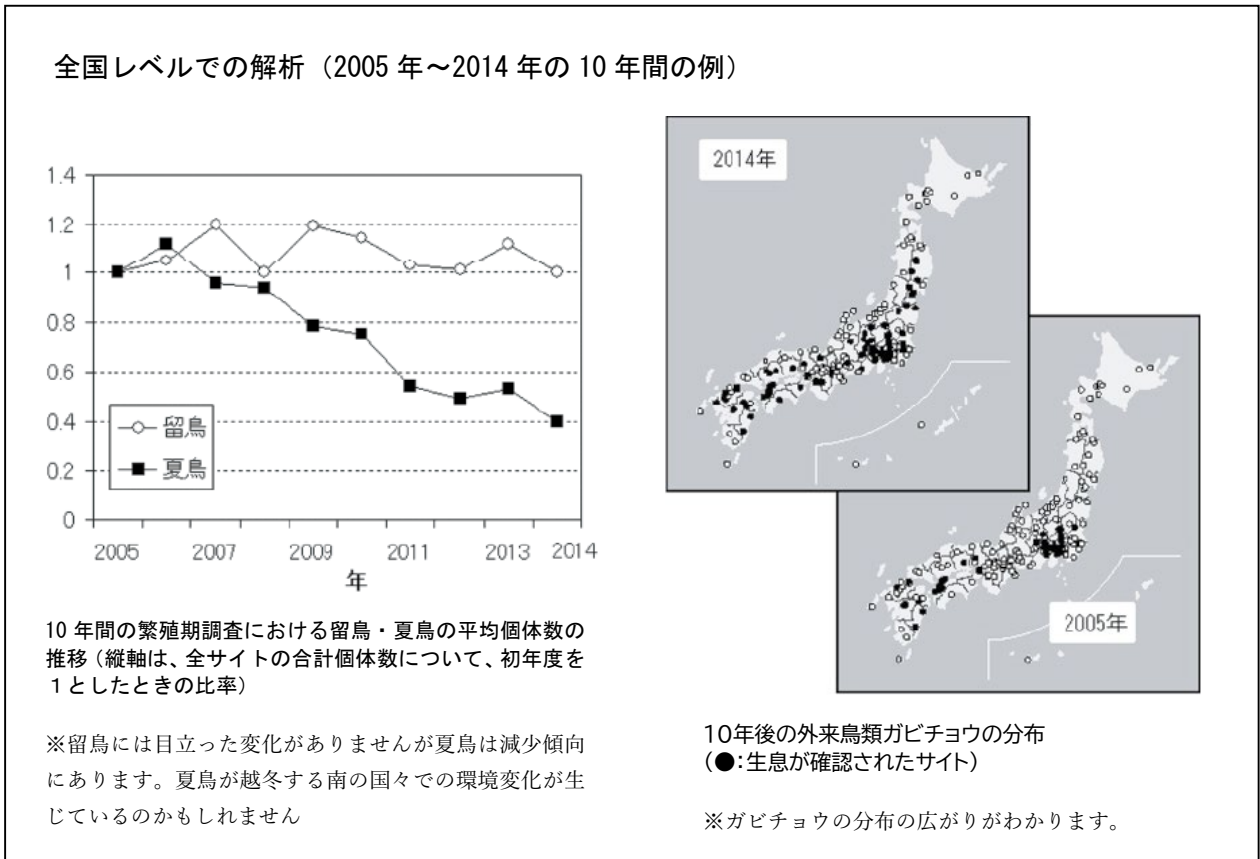 全国レベルでの解析（2005 年～2014 年の 10 年間の例）
1.4
1.2
1
0.8
0.6
0.4
0.2
0
留鳥
夏鳥
2005 2007 2009 2011 2013 2014
年
10 年間の繁殖期調査における留鳥・夏鳥の平均個体数の
推移（縦軸は、全サイトの合計個体数について、初年度を
１としたときの比率）
※留鳥には目立った変化がありませんが夏鳥は減少傾向
にあります。夏鳥が越冬する南の国々での環境変化が生
じているのかもしれません
2014年
2005年
10年後の外来鳥類ガビチョウの分布
（●：生息が確認されたサイト）
※ガビチョウの分布の広がりがわかります。